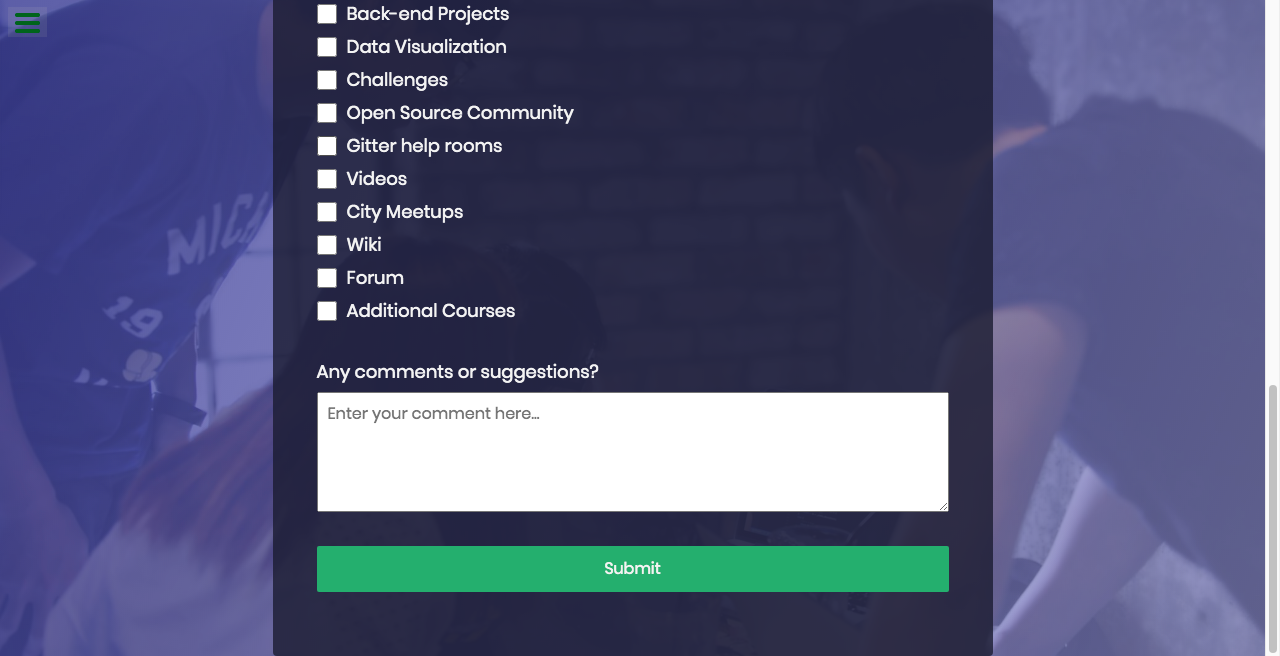 Back-end Projects
Data Visualization
Challenges
Open Source Community
Gitter help rooms
Videos
City Meetups
Wiki
Forum
Additional Courses
Any comments or suggestions?
Enter your comment here...
Submit
19